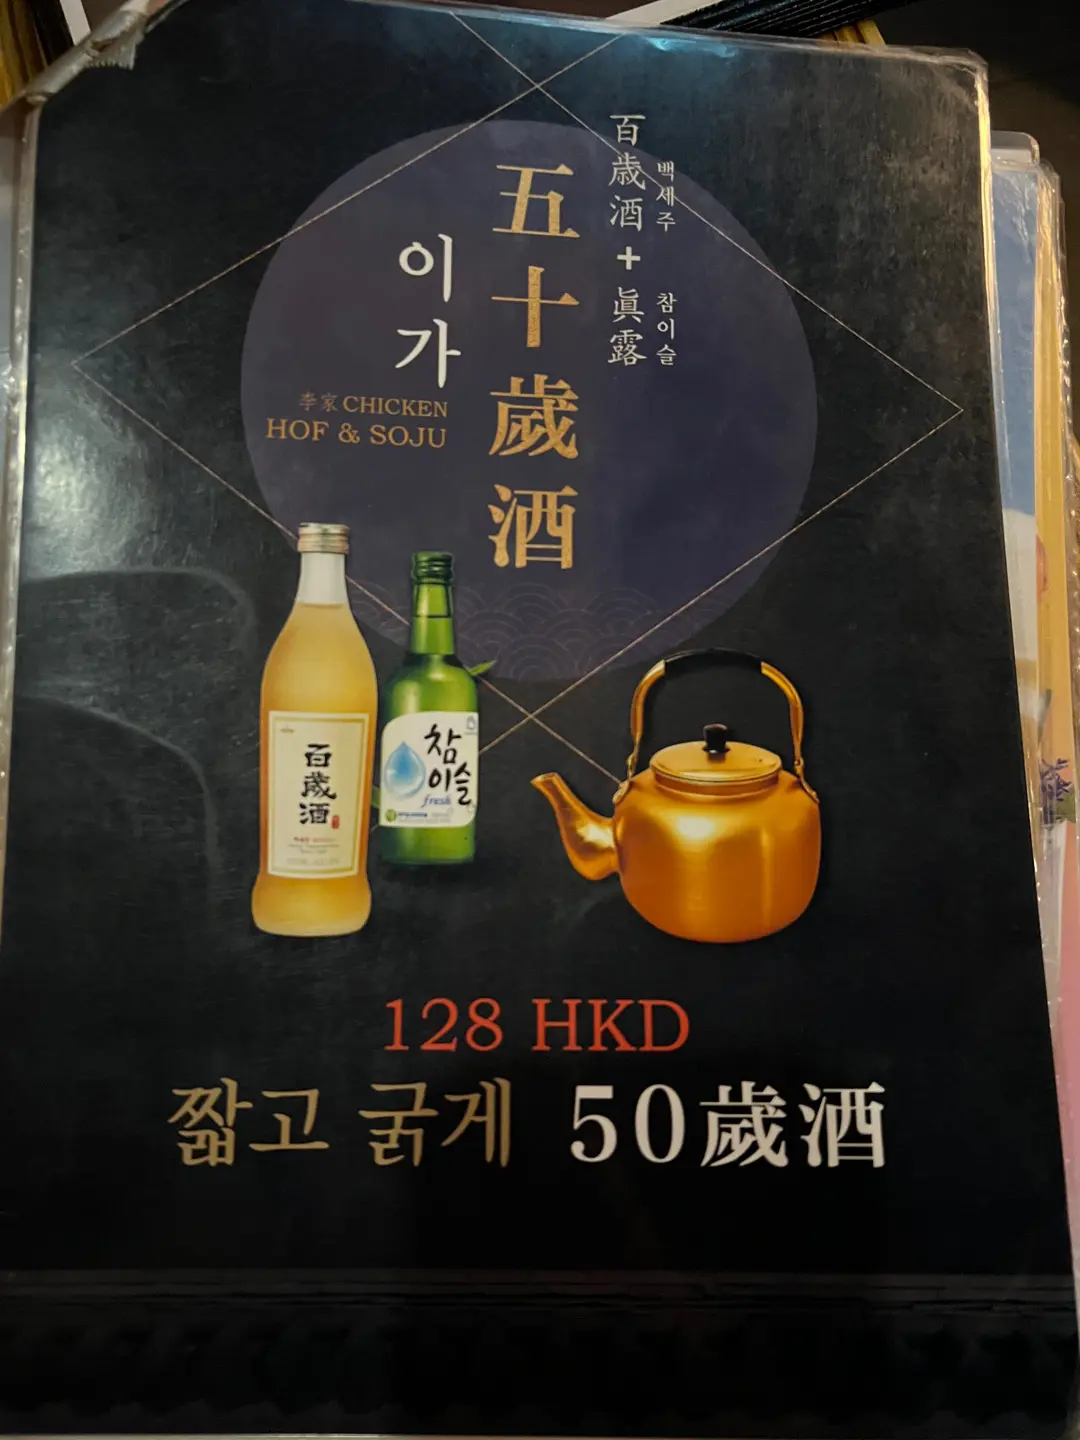 百歲酒+眞露
백세주 참이슬
五十歲酒
이가
李家 CHICKEN
HOF & SOJU
百歲酒
참이슬
fresh
128 HKD
짧고 굵게 50歲酒